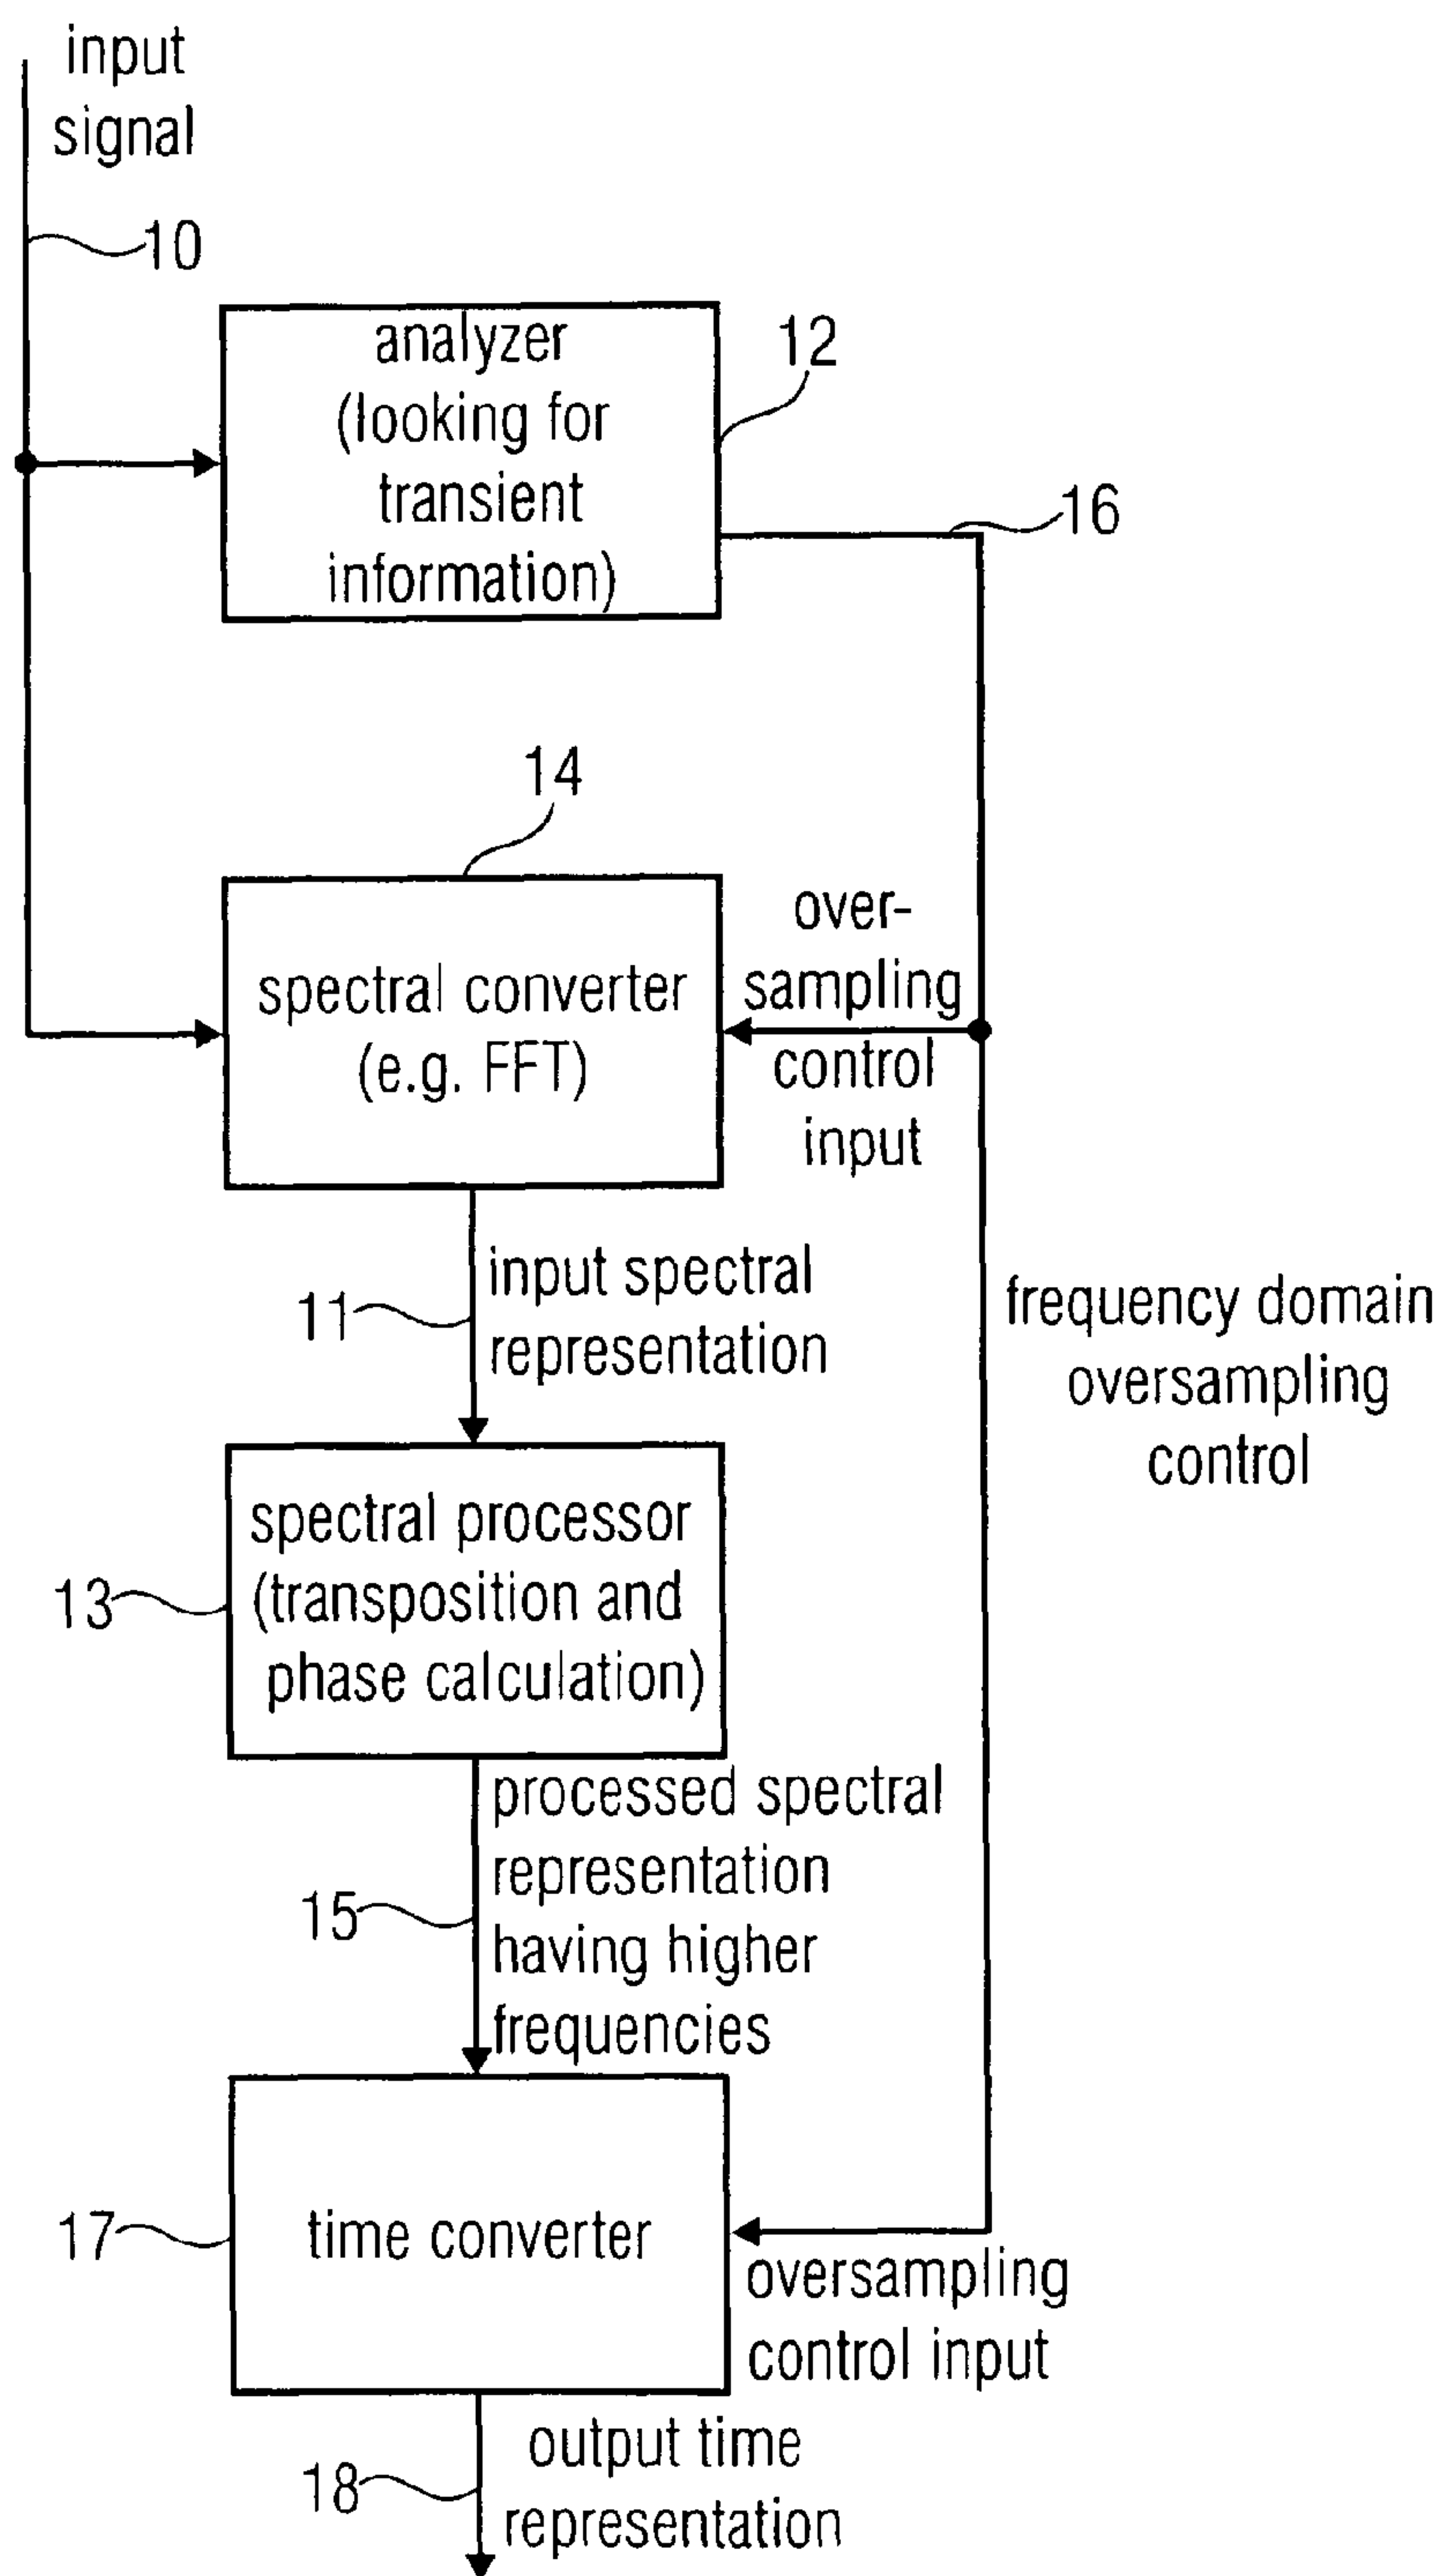 input
signal
10
analyzer
(looking for
transient
information)
12
16
14
spectral converter
(e.g. FFT)
over-
sampling
control
input
11
input spectral
representation
frequency domain
oversampling
control
spectral processor
(transposition and
phase calculation)
13
processed spectral
representation
having higher
frequencies
15
17
time converter
oversampling
control input
18
output time
representation